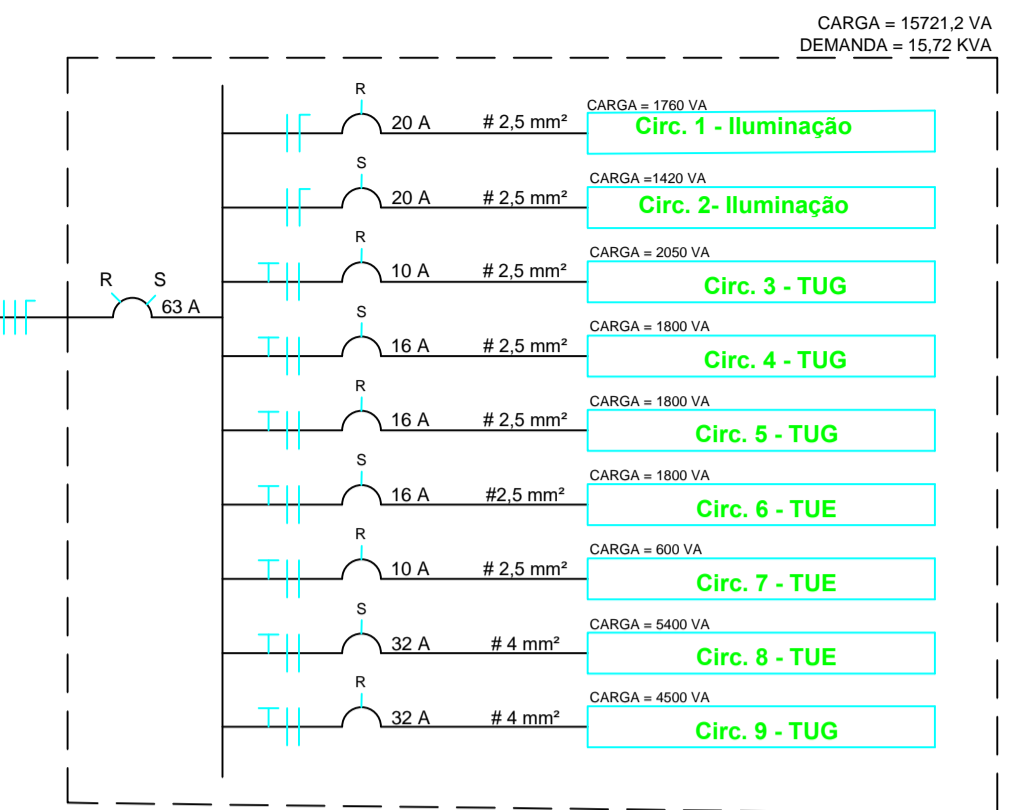 CARGA = 15721,2 VA
DEMANDA = 15,72 KVA
R S
63 A
R
20 A # 2,5 mm²
CARGA = 1760 VA
Circ. 1 - Iluminação
S
20 A # 2,5 mm²
CARGA =1420 VA
Circ. 2- Iluminação
R
10 A # 2,5 mm²
CARGA = 2050 VA
Circ. 3 - TUG
S
16 A # 2,5 mm²
CARGA = 1800 VA
Circ. 4 - TUG
R
16 A # 2,5 mm²
CARGA = 1800 VA
Circ. 5 - TUG
S
16 A #2,5 mm²
CARGA = 1800 VA
Circ. 6 - TUE
R
10 A # 2,5 mm²
CARGA = 600 VA
Circ. 7 - TUE
S
32 A # 4 mm²
CARGA = 5400 VA
Circ. 8 - TUE
R
32 A # 4 mm²
CARGA = 4500 VA
Circ. 9 - TUG